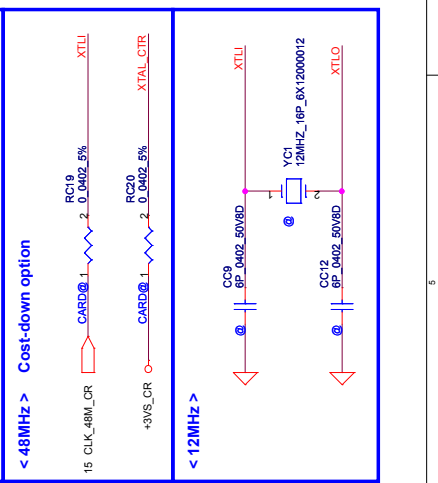 < 48MHz >   Cost-down option
15 CLK_48M_CR
CARD@ 1
2
RC19
0_0402_5%
XTLI
+3VS_CR
CARD@ 1
2
RC20
0_0402_5%
XTAL_CTR
< 12MHz >
@
CC9
6P_0402_50V8D
XTLI
1
2
@
YC1
12MHZ_16P_6X12000012
@
CC12
6P_0402_50V8D
XTLO
5